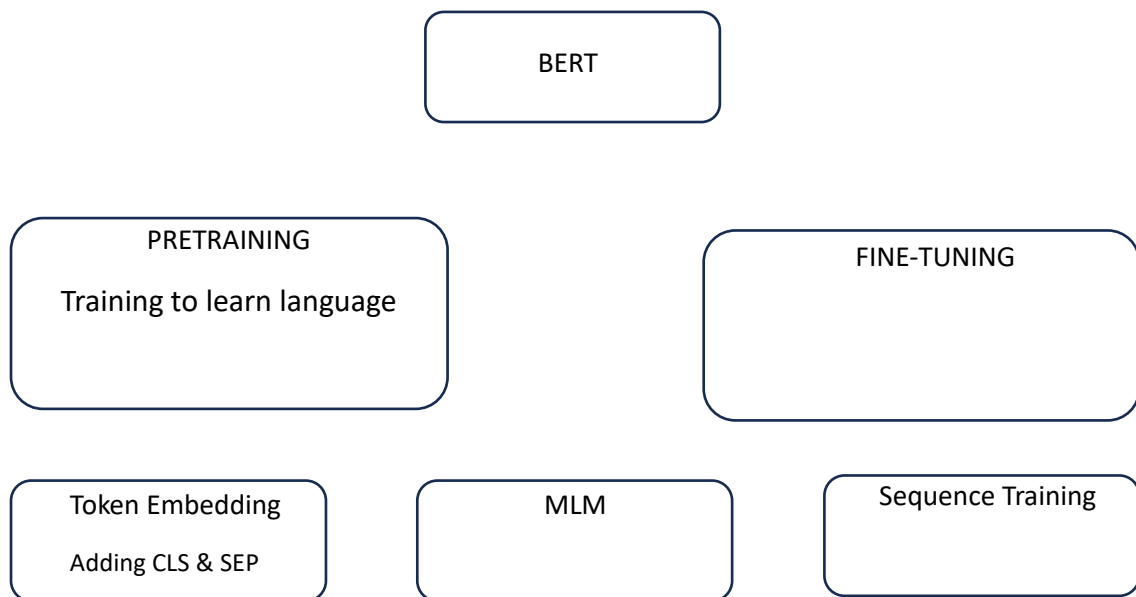 BERT
PRETRAINING
Training to learn language
FINE-TUNING
Token Embedding
Adding CLS & SEP
MLM
Sequence Training